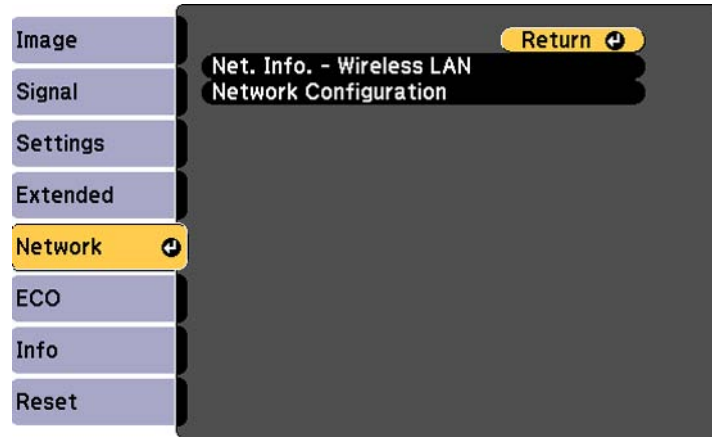 Image
Signal
Settings
Extended
Network
ECO
Info
Reset
Return
Net. Info. - Wireless LAN
Network Configuration